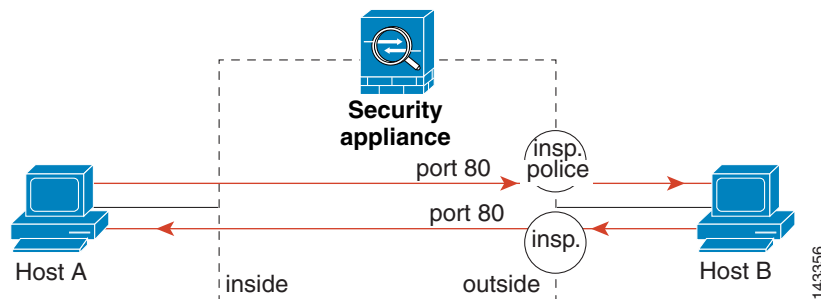 Security
appliance
insp.
police
port 80
port 80
insp.
Host A
inside
outside
Host B
143356